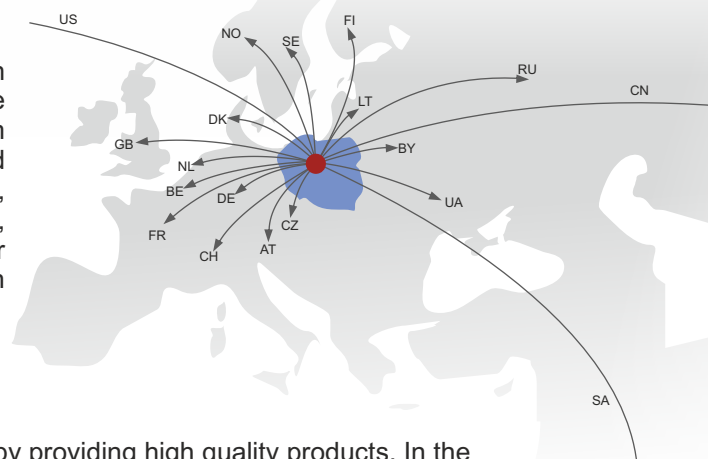 US
FI
NO
SE
RU
CN
LT
DK
GB
BY
NL
BE
DE
UA
CZ
FR
CH
AT
SA
by providing high quality products. In the